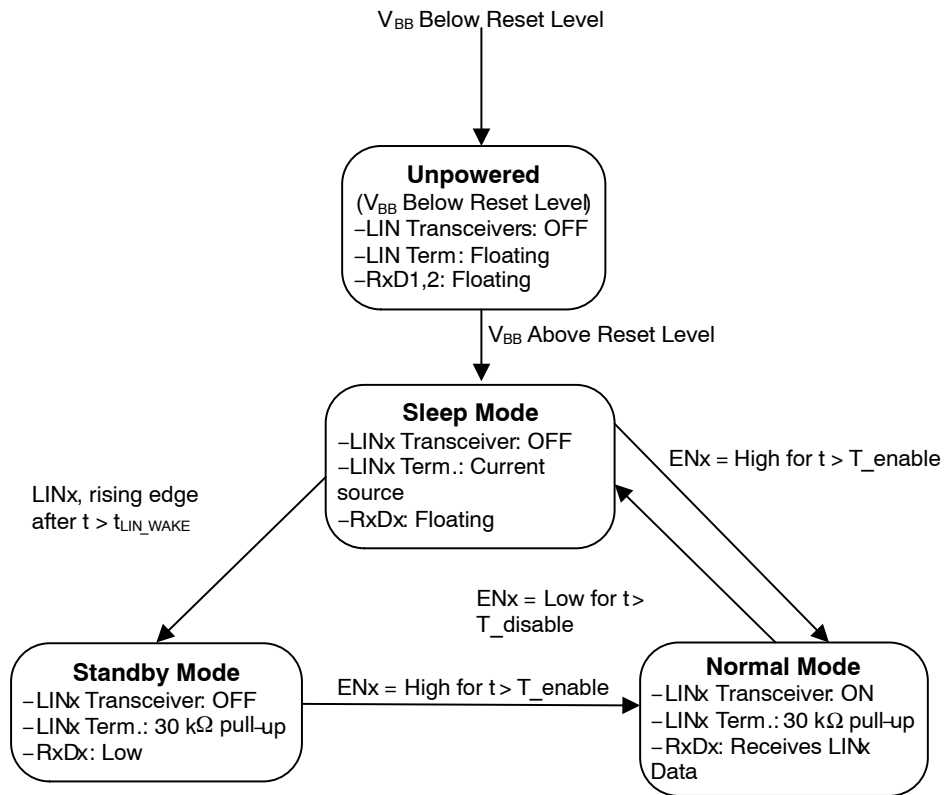 V_BB Below Reset Level
Unpowered
(V_BB Below Reset Level)
–LIN Transceivers: OFF
–LIN Term: Floating
–RxD1,2: Floating
V_BB Above Reset Level
Sleep Mode
–LINx Transceiver: OFF
–LINx Term.: Current
source
–RxDx: Floating
ENx = High for t > T_enable
LINx, rising edge
after t > t_LIN_WAKE
ENx = Low for t >
T_disable
Standby Mode
–LINx Transceiver: OFF
–LINx Term.: 30 kΩ pull–up
–RxDx: Low
ENx = High for t > T_enable
Normal Mode
–LINx Transceiver: ON
–LINx Term.: 30 kΩ pull–up
–RxDx: Receives LINx
Data